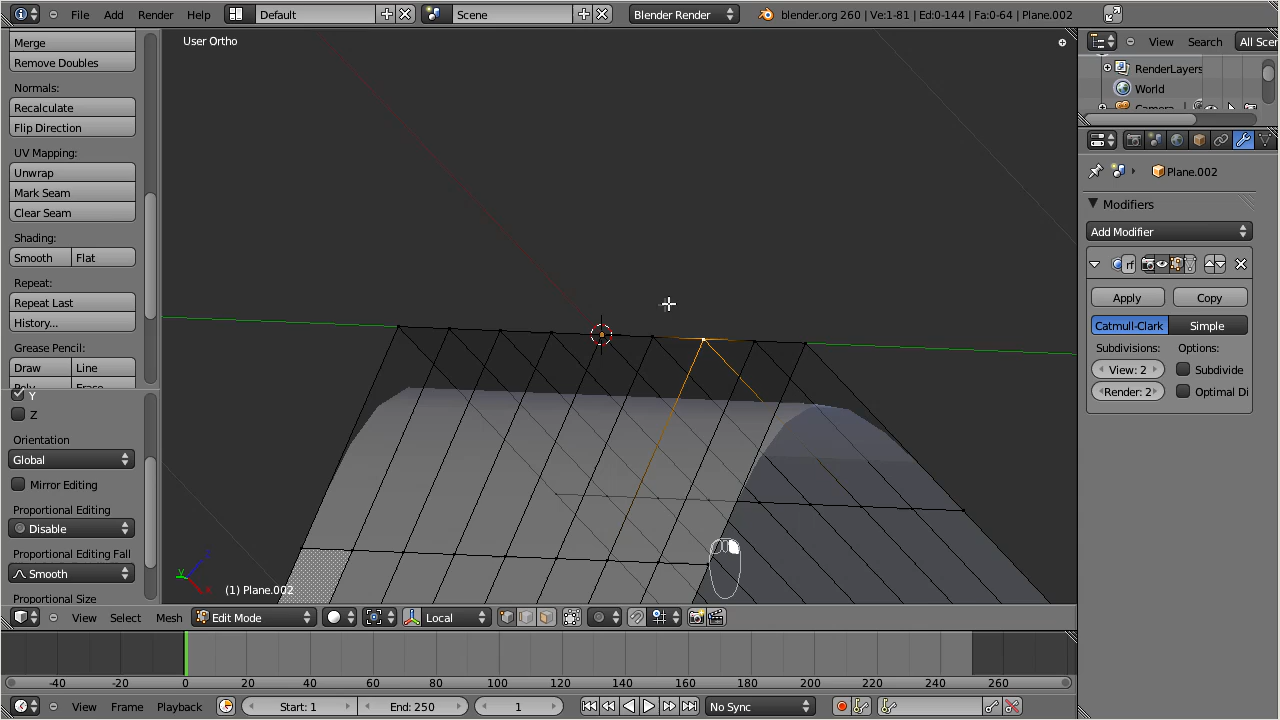 File Add Render Help Default Scene Blender Render blender.org 260 | Ve:1-81 | Ed:0-144 | Fa:0-64 | Plane.002
Merge
Remove Doubles
Normals:
Recalculate
Flip Direction
UV Mapping:
Unwrap
Mark Seam
Clear Seam
Shading:
Smooth Flat
Repeat:
Repeat Last
History...
Grease Pencil:
Draw Line
Poly Erase
Y
Z
Orientation
Global
Mirror Editing
Proportional Editing
Disable
Proportional Editing Fall
Smooth
Proportional Size
User Ortho
y
x
(1) Plane.002
View Select Mesh Edit Mode Local
View Search All Sce
RenderLayers
World
Camera
Plane.002
Modifiers
Add Modifier
rf
Apply Copy
Catmull-Clark Simple
Subdivisions: Options:
View: 2 Subdivide
Render: 2 Optimal Di
-40 -20 0 20 40 60 80 100 120 140 160 180 200 220 240 260
View Frame Playback Start: 1 End: 250 1 No Sync